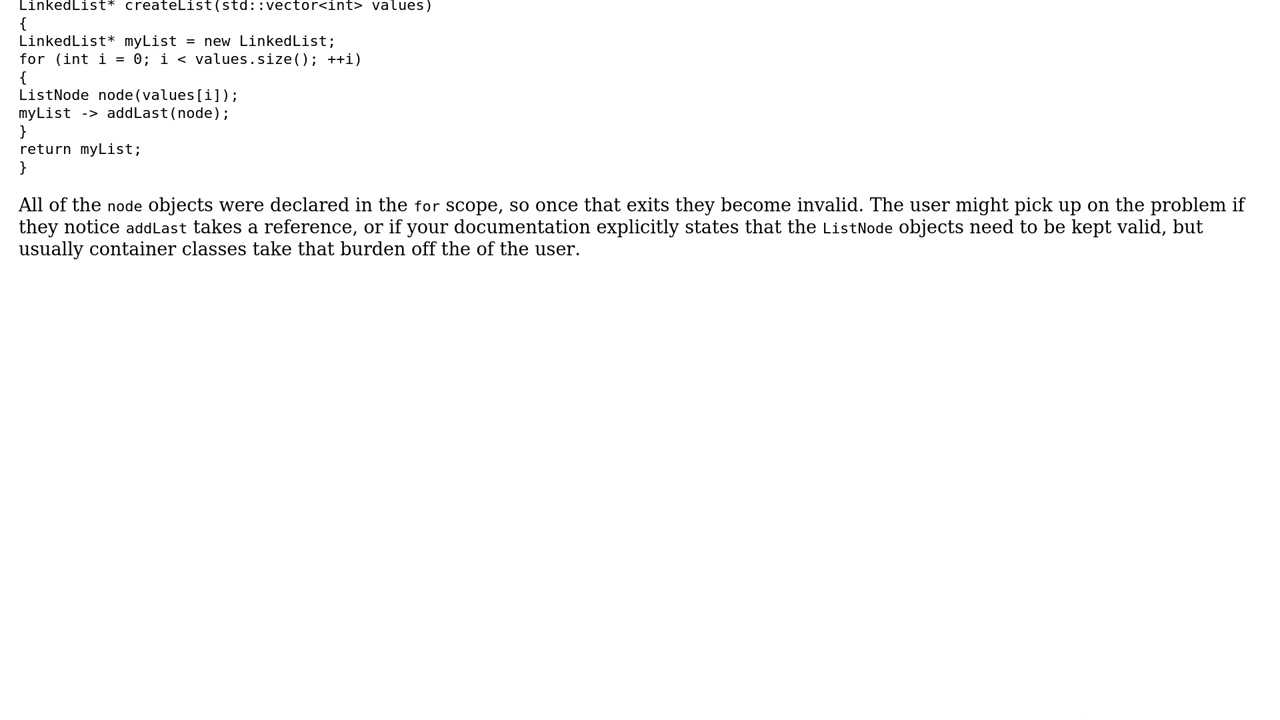 LinkedList* createList(std::vector<int> values)
{
LinkedList* myList = new LinkedList;
for (int i = 0; i < values.size(); ++i)
{
ListNode node(values[i]);
myList -> addLast(node);
}
return myList;
}
All of the node objects were declared in the for scope, so once that exits they become invalid. The user might pick up on the problem if
they notice addLast takes a reference, or if your documentation explicitly states that the ListNode objects need to be kept valid, but
usually container classes take that burden off the of the user.